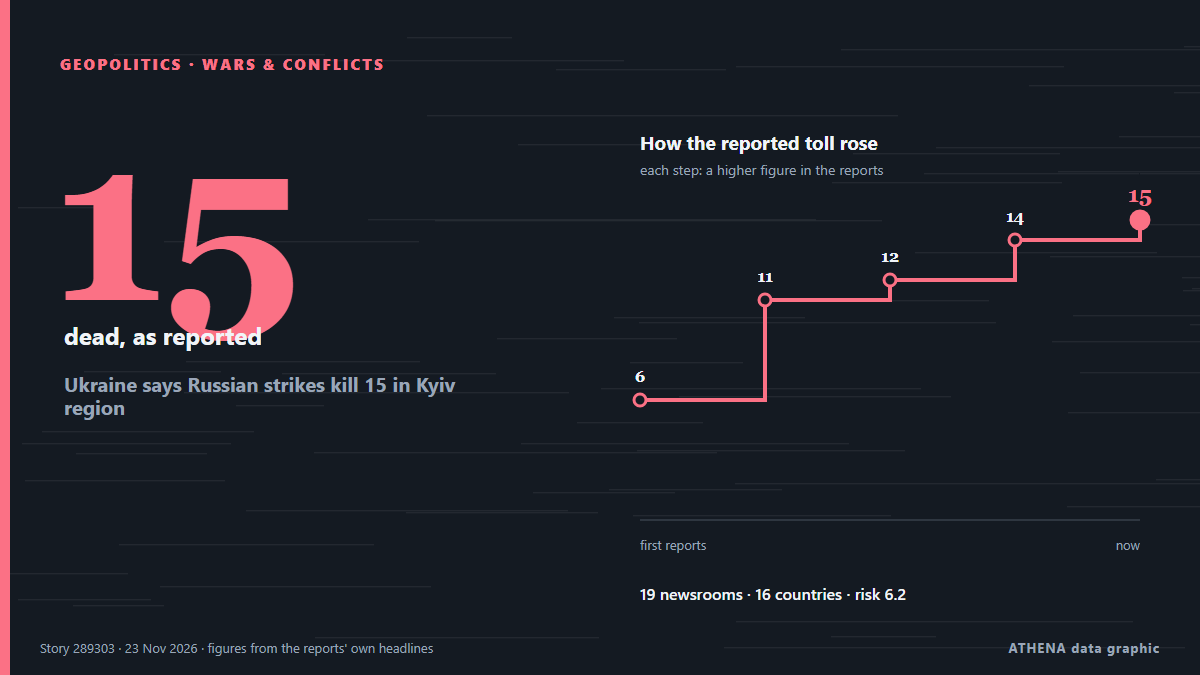 GEOPOLITICS · WARS & CONFLICTS
15
dead, as reported
Ukraine says Russian strikes kill 15 in Kyiv
region
How the reported toll rose
each step: a higher figure in the reports
6
11
12
14
15
first reports
now
19 newsrooms · 16 countries · risk 6.2
Story 289303 · 23 Nov 2026 · figures from the reports' own headlines
ATHENA data graphic